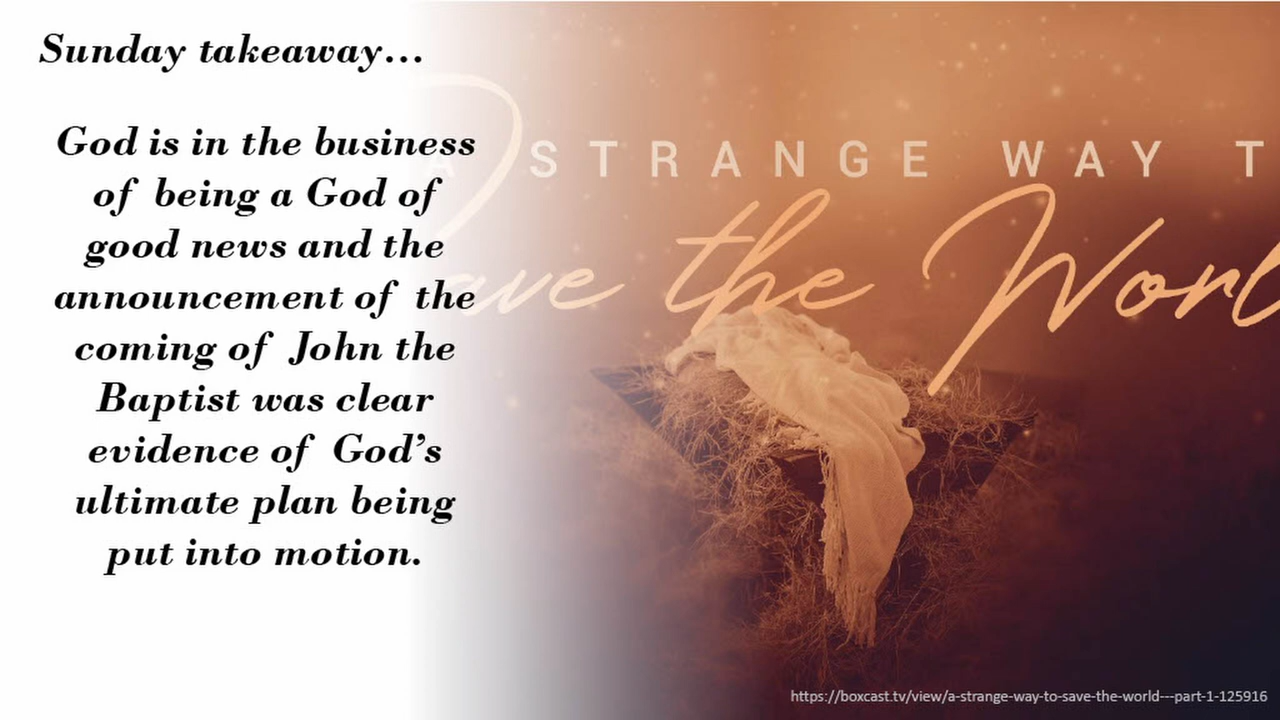 Sunday takeaway...
God is in the business
of being a God of
good news and the
announcement of the
coming of John the
Baptist was clear
evidence of God's
ultimate plan being
put into motion.
A STRANGE WAY T
ave the Worl
https://boxcast.tv/view/a-strange-way-to-save-the-world---part-1-125916